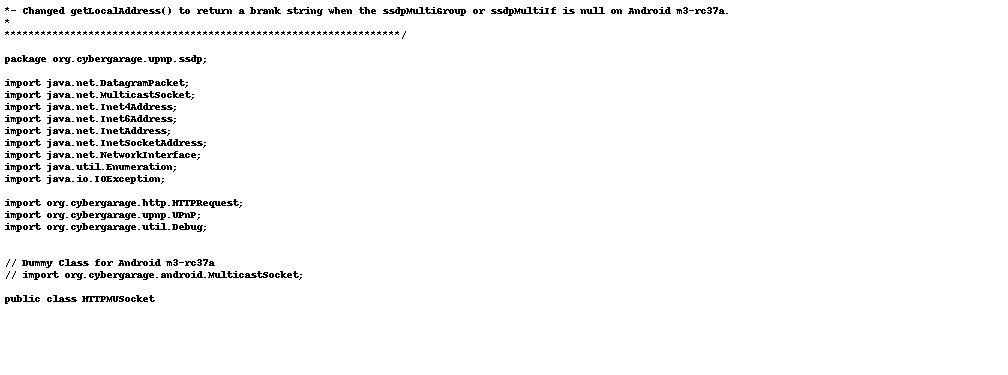 *- Changed getLocalAddress() to return a brank string when the ssdpMultiGroup or ssdpMultiIf is null on Android m3-rc37a.
*
******************************************************************/
package org.cybergarage.upnp.ssdp;
import java.net.DatagramPacket;
import java.net.MulticastSocket;
import java.net.Inet4Address;
import java.net.Inet6Address;
import java.net.InetAddress;
import java.net.InetSocketAddress;
import java.net.NetworkInterface;
import java.util.Enumeration;
import java.io.IOException;
import org.cybergarage.http.HTTPRequest;
import org.cybergarage.upnp.UPnP;
import org.cybergarage.util.Debug;
// Dummy Class for Android m3-rc37a
// import org.cybergarage.android.MulticastSocket;
public class HTTPMUSocket